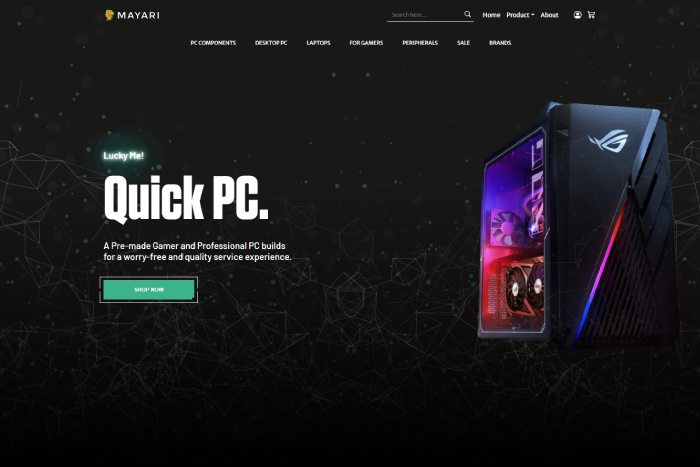 MAYARI
Search here...
Home Product About
PC COMPONENTS DESKTOP PC LAPTOPS FOR GAMERS PERIPHERALS SALE BRANDS
Lucky Me!
Quick PC.
A Pre-made Gamer and Professional PC builds
for a worry-free and quality service experience.
SHOP NOW